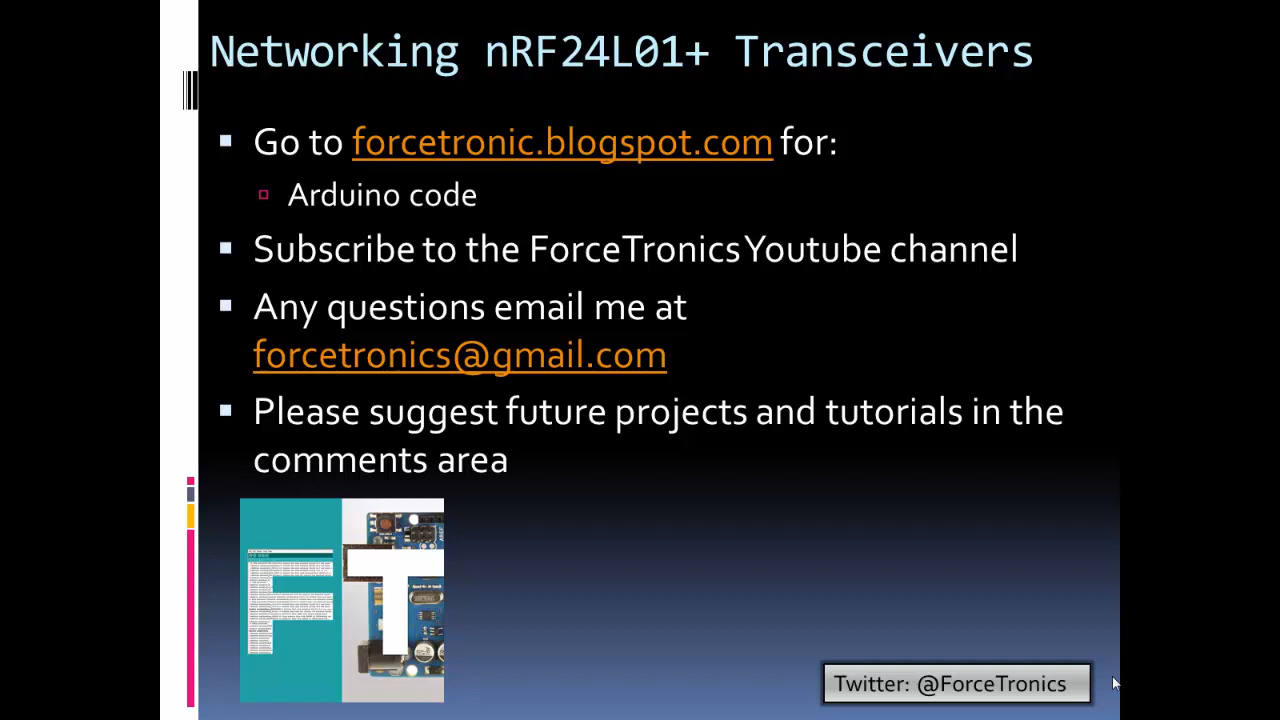 Networking nRF24L01+ Transceivers
Go to forcetronic.blogspot.com for:
Arduino code
Subscribe to the ForceTronics Youtube channel
Any questions email me at
forcetronics@gmail.com
Please suggest future projects and tutorials in the
comments area
T
Twitter: @ForceTronics